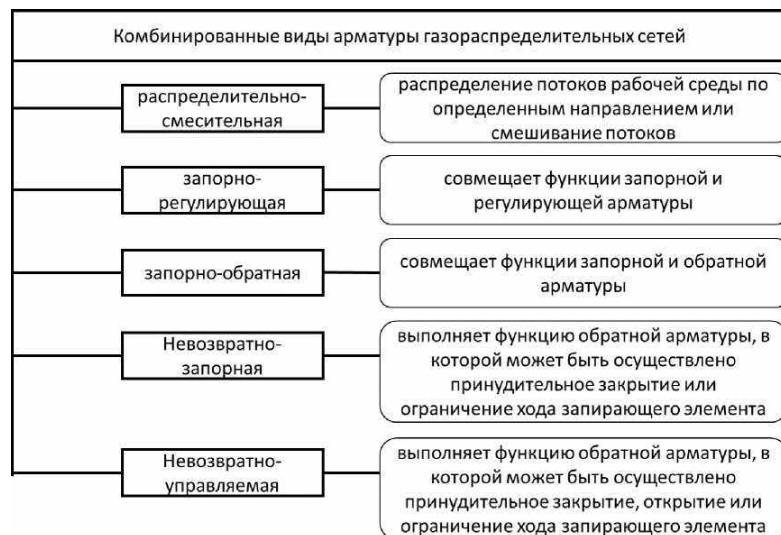 Комбинированные виды арматуры газораспределительных сетей
распределительно-
смесительная
распределение потоков рабочей среды по
определенным направлением или
смешивание потоков
запорно-
регулирующая
совмещает функции запорной и
регулирующей арматуры
запорно-обратная
совмещает функции запорной и обратной
арматуры
Невозвратно-
запорная
выполняет функцию обратной арматуры, в
которой может быть осуществлено
принудительное закрытие или
ограничение хода запирающего элемента
Невозвратно-
управляемая
выполняет функцию обратной арматуры, в
которой может быть осуществлено
принудительное закрытие, открытие или
ограничение хода запирающего элемента